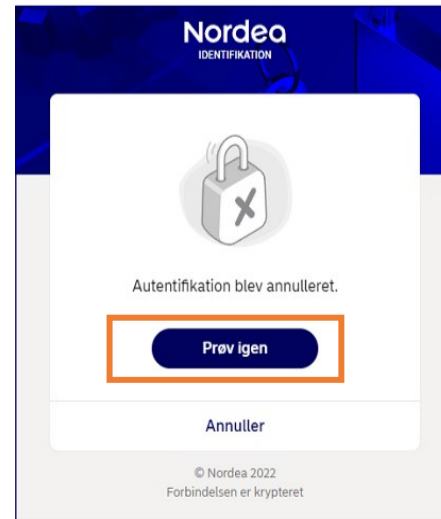 Nordea
IDENTIFIKATION
Autentifikation blev annulleret.
Prøv igen
Annuller
© Nordea 2022
Forbindelsen er krypteret